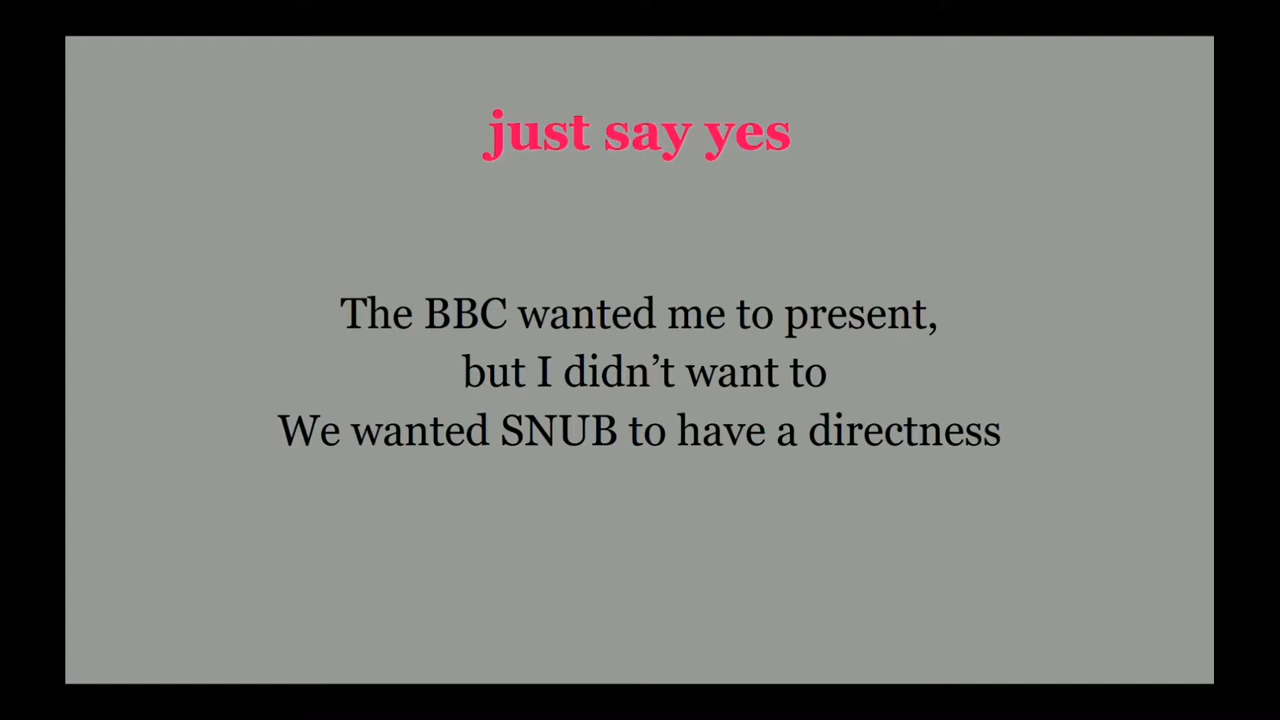 just say yes
The BBC wanted me to present,
but I didn’t want to
We wanted SNUB to have a directness